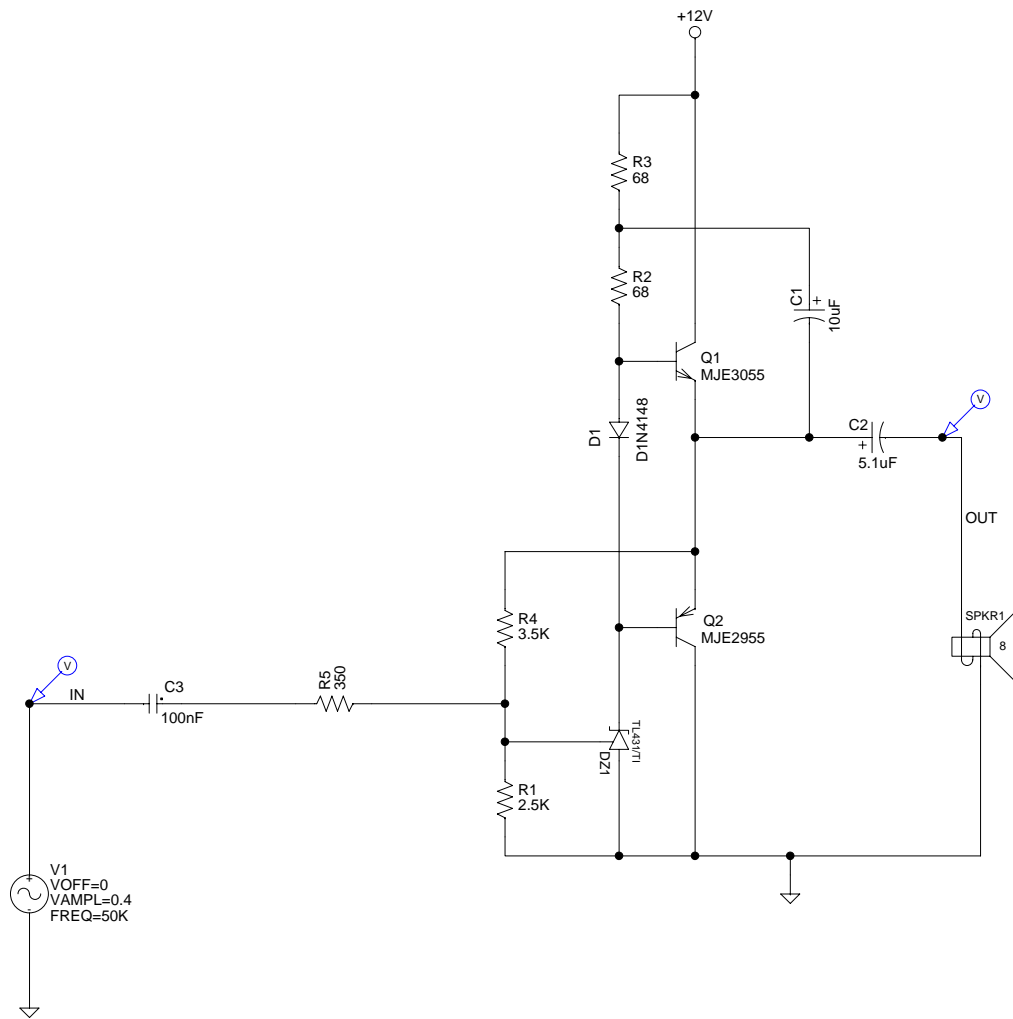 +12V
R3
68
R2
68
C1
+
10uF
Q1
MJE3055
D1
D1N4148
C2
+
5.1uF
V
OUT
R4
3.5K
Q2
MJE2955
SPKR1
8
V
IN
C3
100nF
R5
350
TL431/TI
DZ1
R1
2.5K
V1
VOFF=0
VAMPL=0.4
FREQ=50K
+
-